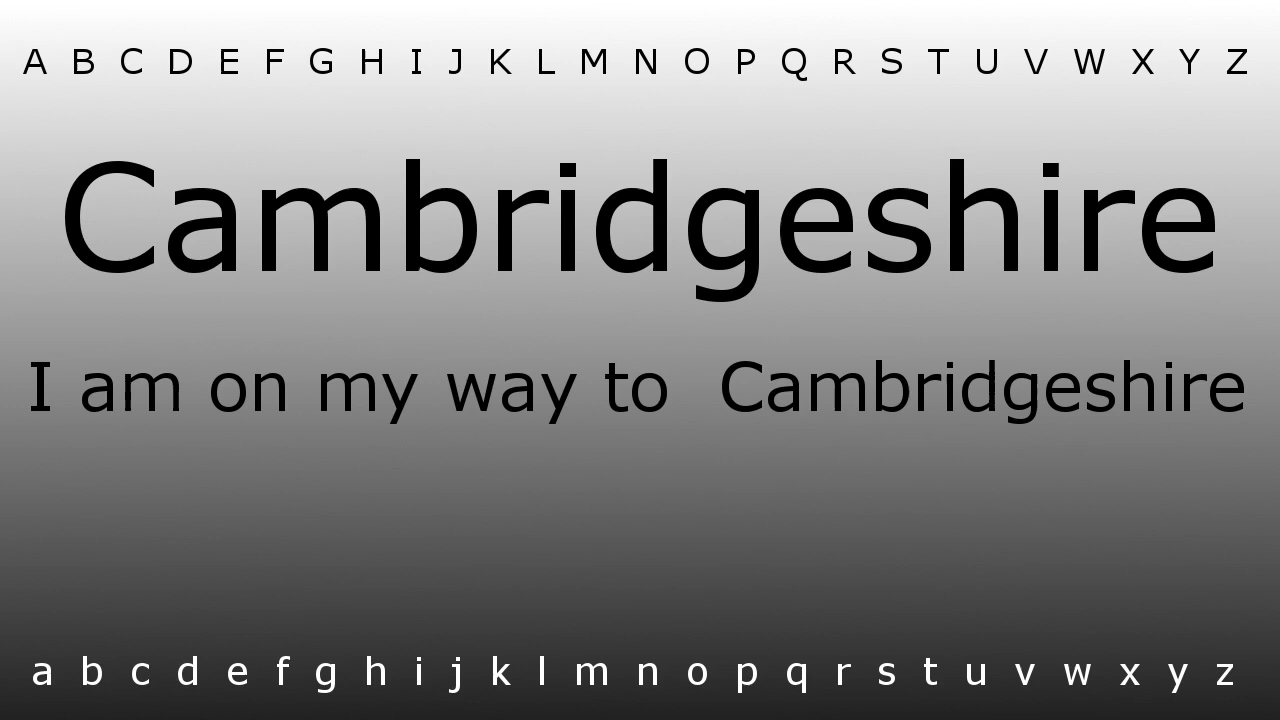 A B C D E F G H I J K L M N O P Q R S T U V W X Y Z
Cambridgeshire
I am on my way to  Cambridgeshire
a b c d e f g h i j k l m n o p q r s t u v w x y z